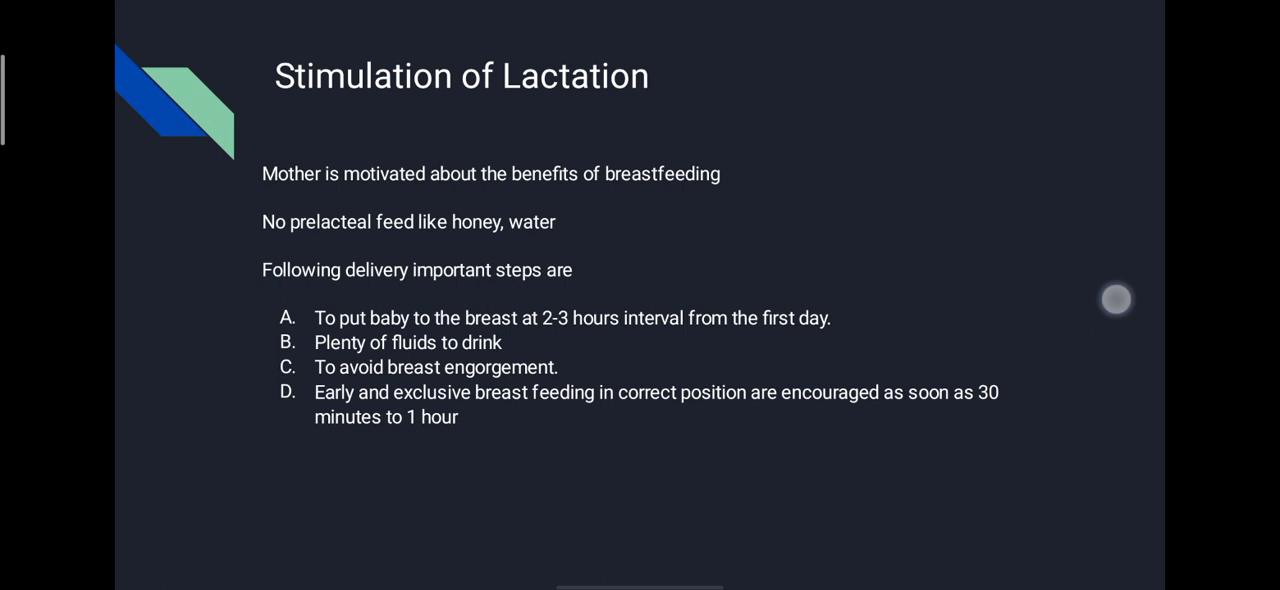 Stimulation of Lactation
Mother is motivated about the benefits of breastfeeding
No prelacteal feed like honey, water
Following delivery important steps are
A. To put baby to the breast at 2-3 hours interval from the first day.
B. Plenty of fluids to drink
C. To avoid breast engorgement.
D. Early and exclusive breast feeding in correct position are encouraged as soon as 30
minutes to 1 hour